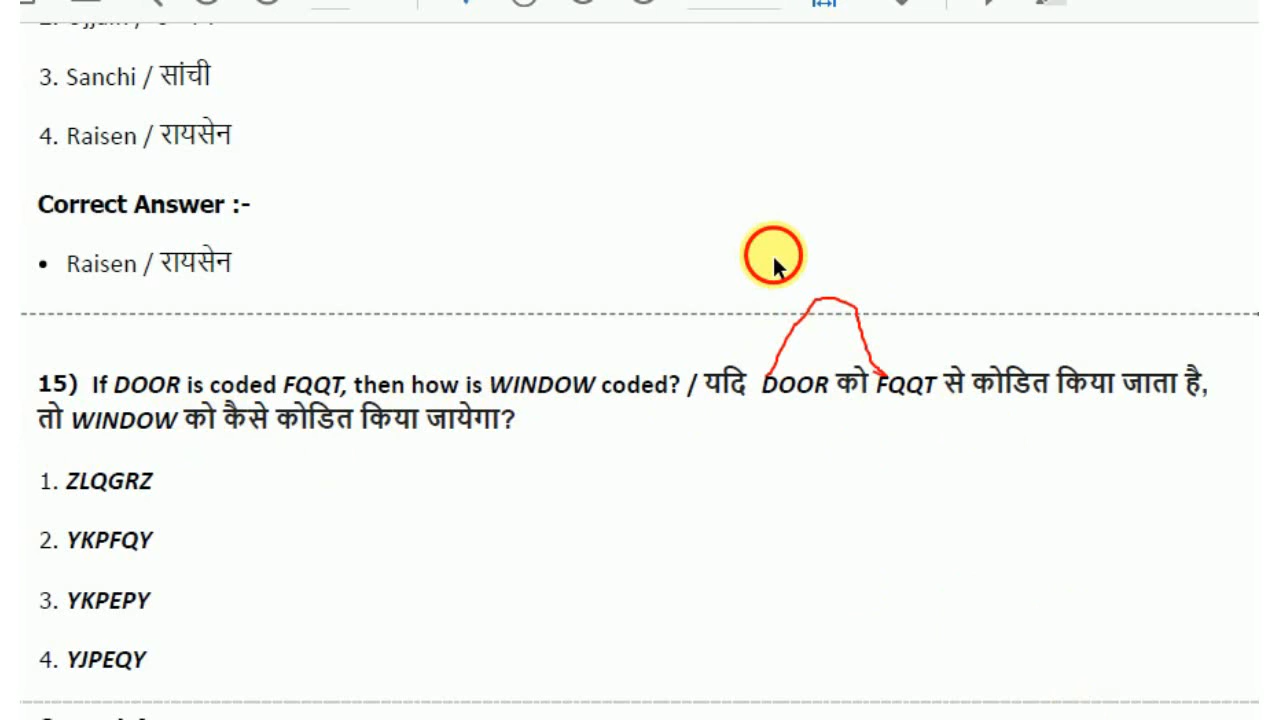 3. Sanchi / सांची
4. Raisen / रायसेन
Correct Answer :-
• Raisen / रायसेन
15) If DOOR is coded FQQT, then how is WINDOW coded? / यदि DOOR को FQQT से कोडित किया जाता है,
तो WINDOW को कैसे कोडित किया जायेगा?
1. ZLQGRZ
2. YKPFQY
3. YKPEPY
4. YJPEQY